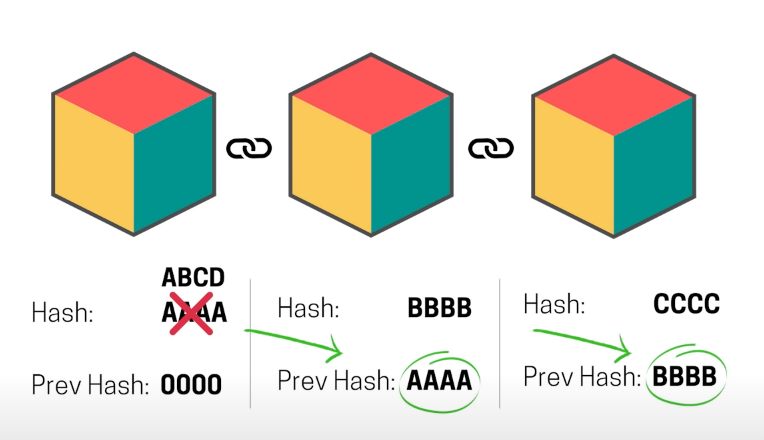 ABCD
Hash: AAAA
Prev Hash: 0000
Hash: BBBB
Prev Hash: AAAA
Hash: CCCC
Prev Hash: BBBB